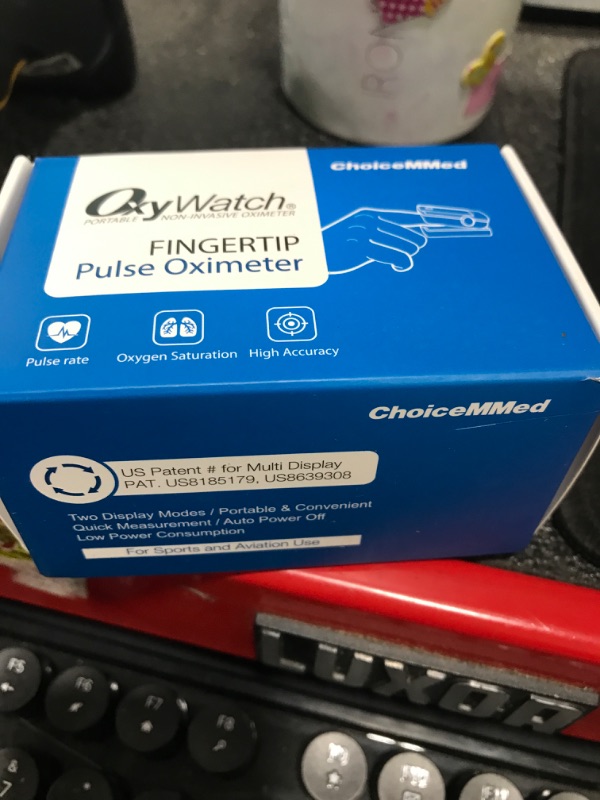 RON
ChoiceMMed
OxyWatch®
PORTABLE NON-INVASIVE OXIMETER
FINGERTIP
Pulse Oximeter
Pulse rate
Oxygen Saturation
High Accuracy
ChoiceMMed
US Patent # for Multi Display
PAT. US8185179, US8639308
Two Display Modes / Portable & Convenient
Quick Measurement / Auto Power Off
Low Power Consumption
For Sports and Aviation Use
LUXOR
F5
F6
F7
F8
&
7
*